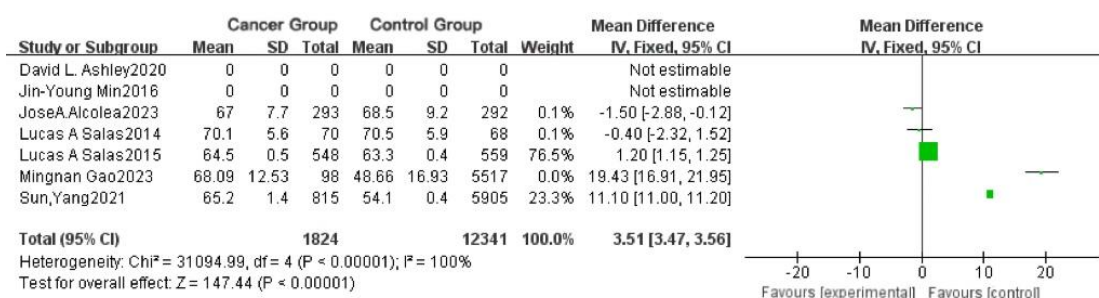 Cancer Group Control Group Mean Difference Mean Difference
Study or Subgroup Mean SD Total Mean SD Total Weight IV, Fixed, 95% CI IV, Fixed, 95% CI
David L. Ashley2020 0 0 0 0 0 0 Not estimable
Jin-Young Min2016 0 0 0 0 0 0 Not estimable
JoseA.Alcolea2023 67 7.7 293 68.5 9.2 292 0.1% -1.50 [-2.88, -0.12]
Lucas A Salas2014 70.1 5.6 70 70.5 5.9 68 0.1% -0.40 [-2.32, 1.52]
Lucas A Salas2015 64.5 0.5 548 63.3 0.4 559 76.5% 1.20 [1.15, 1.25]
Mingnan Gao2023 68.09 12.53 98 48.66 16.93 5517 0.0% 19.43 [16.91, 21.95]
Sun,Yang2021 65.2 1.4 815 54.1 0.4 5905 23.3% 11.10 [11.00, 11.20]
Total (95% CI) 1824 12341 100.0% 3.51 [3.47, 3.56]
Heterogeneity: Chi² = 31094.99, df = 4 (P < 0.00001); I² = 100%
Test for overall effect: Z = 147.44 (P < 0.00001)
-20 -10 0 10 20
Favours [experimental] Favours [control]